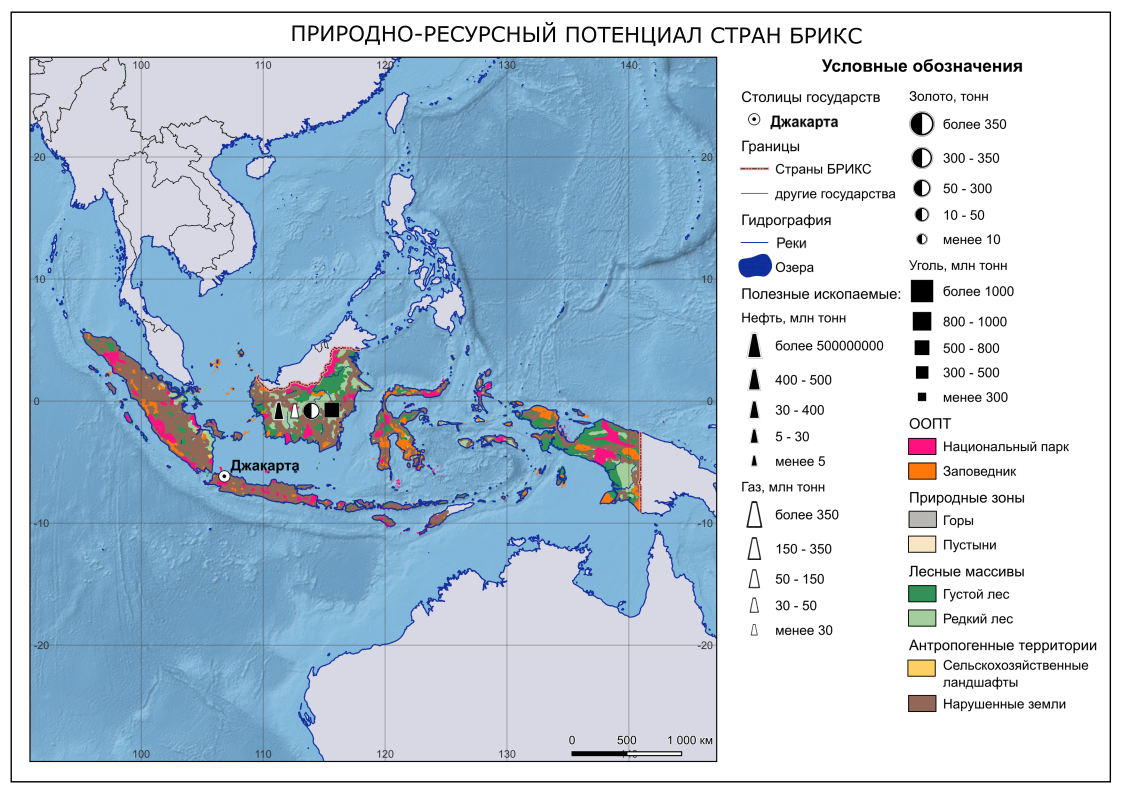 ПРИРОДНО-РЕСУРСНЫЙ ПОТЕНЦИАЛ СТРАН БРИКС
100
110
120
130
140
20
20
10
10
0
0
-10
-10
-20
-20
100
110
120
130
140
Джакарта
0 500 1 000 км
Условные обозначения
Столицы государств
Джакарта
Границы
Страны БРИКС
другие государства
Гидрография
Реки
Озера
Полезные ископаемые:
Нефть, млн тонн
более 500000000
400 - 500
30 - 400
5 - 30
менее 5
Газ, млн тонн
более 350
150 - 350
50 - 150
30 - 50
менее 30
Золото, тонн
более 350
300 - 350
50 - 300
10 - 50
менее 10
Уголь, млн тонн
более 1000
800 - 1000
500 - 800
300 - 500
менее 300
ООПТ
Национальный парк
Заповедник
Природные зоны
Горы
Пустыни
Лесные массивы
Густой лес
Редкий лес
Антропогенные территории
Сельскохозяйственные
ландшафты
Нарушенные земли